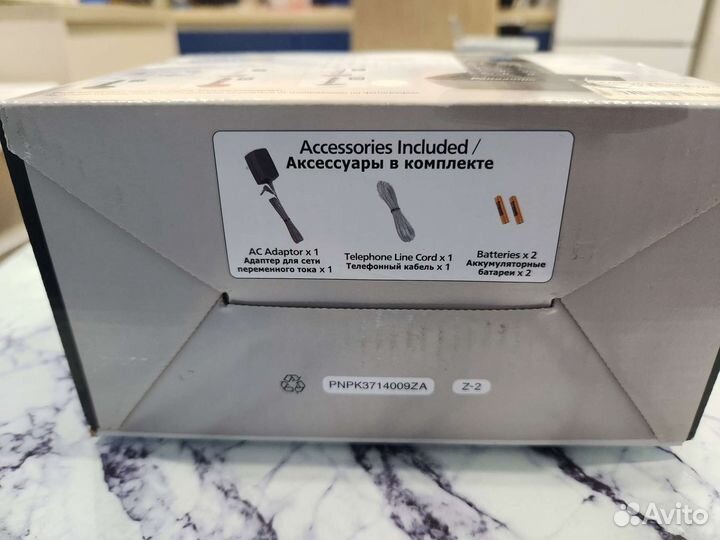 Accessories Included /
Аксессуары в комплекте
AC Adaptor x 1
Адаптер для сети
переменного тока x 1
Telephone Line Cord x 1
Телефонный кабель x 1
Batteries x 2
Аккумуляторные
батареи x 2
PNPK3714009ZA
Z-2
Avito